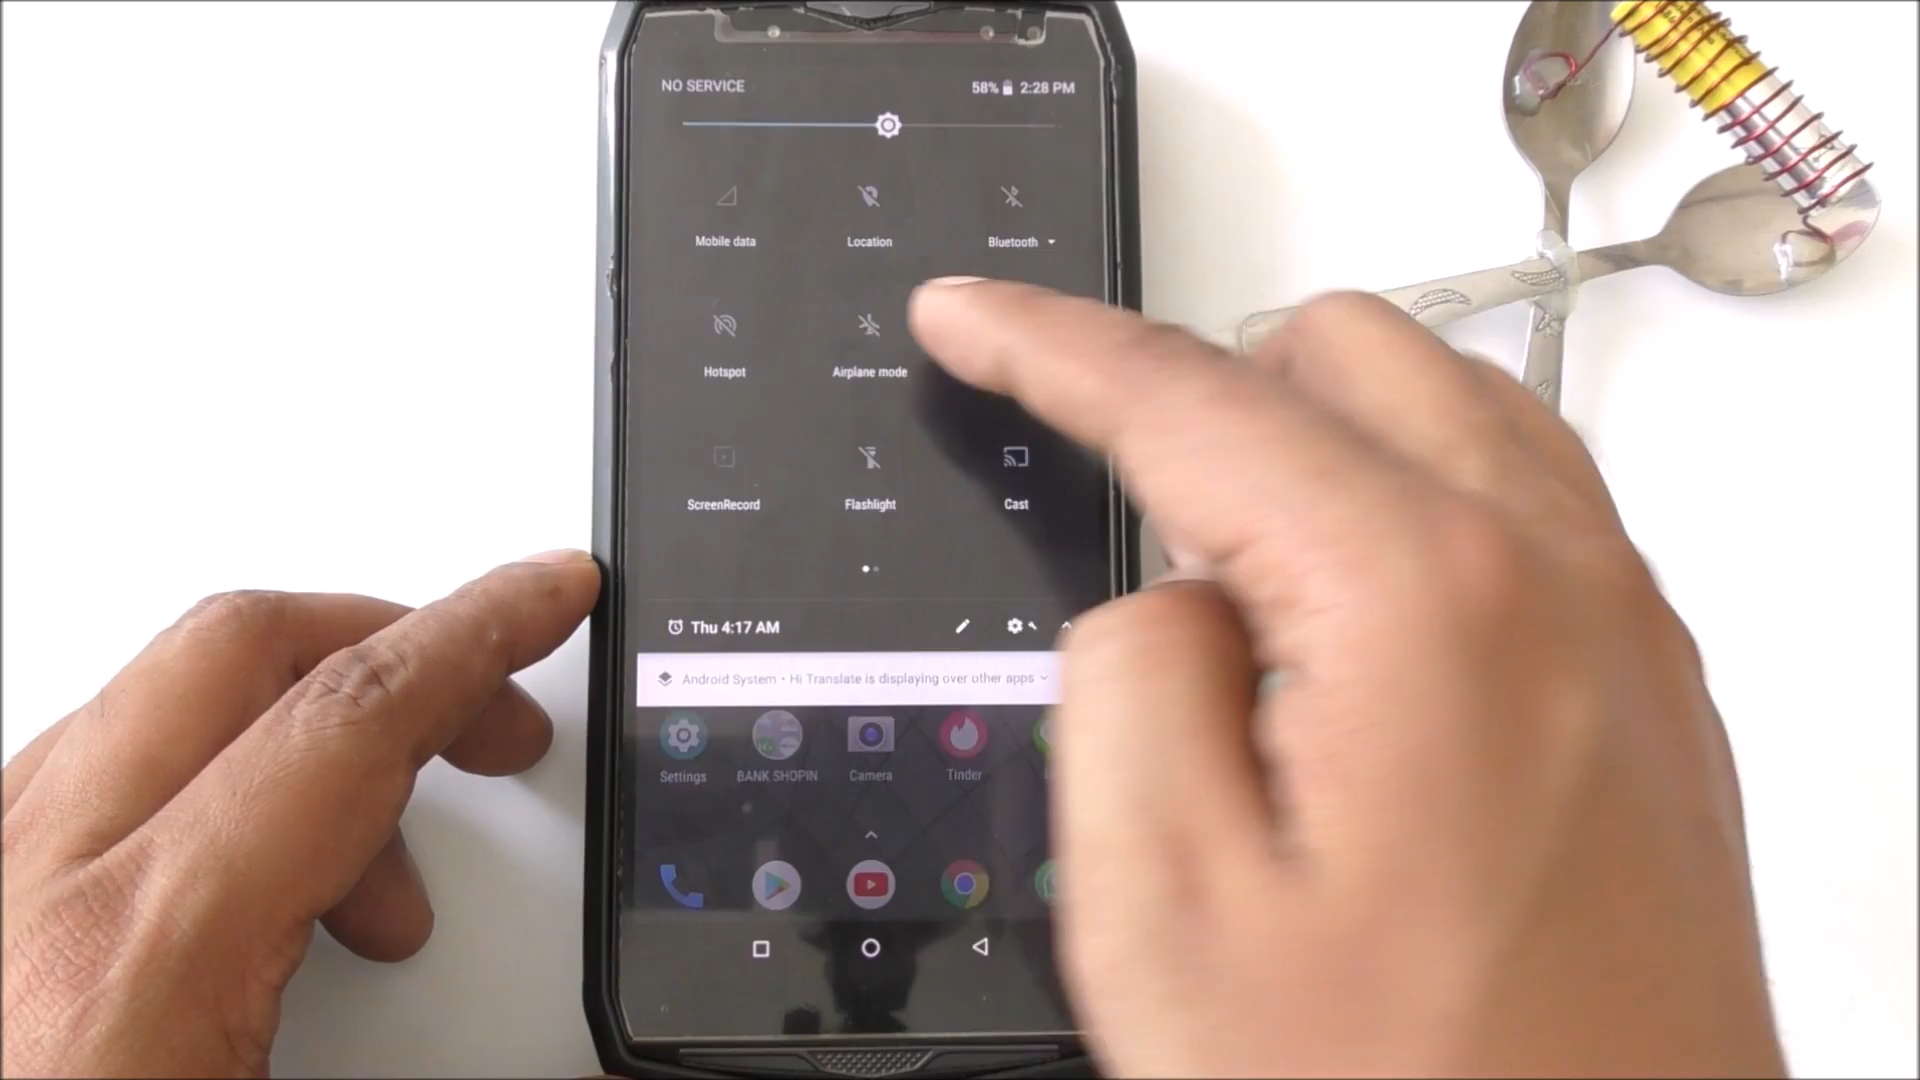 NO SERVICE
58% 2:28 PM
Mobile data
Location
Bluetooth
Hotspot
Airplane mode
ScreenRecord
Flashlight
Cast
Thu 4:17 AM
Android System • Hi Translate is displaying over other apps
Settings
BANK SHOPIN
Camera
Tinder